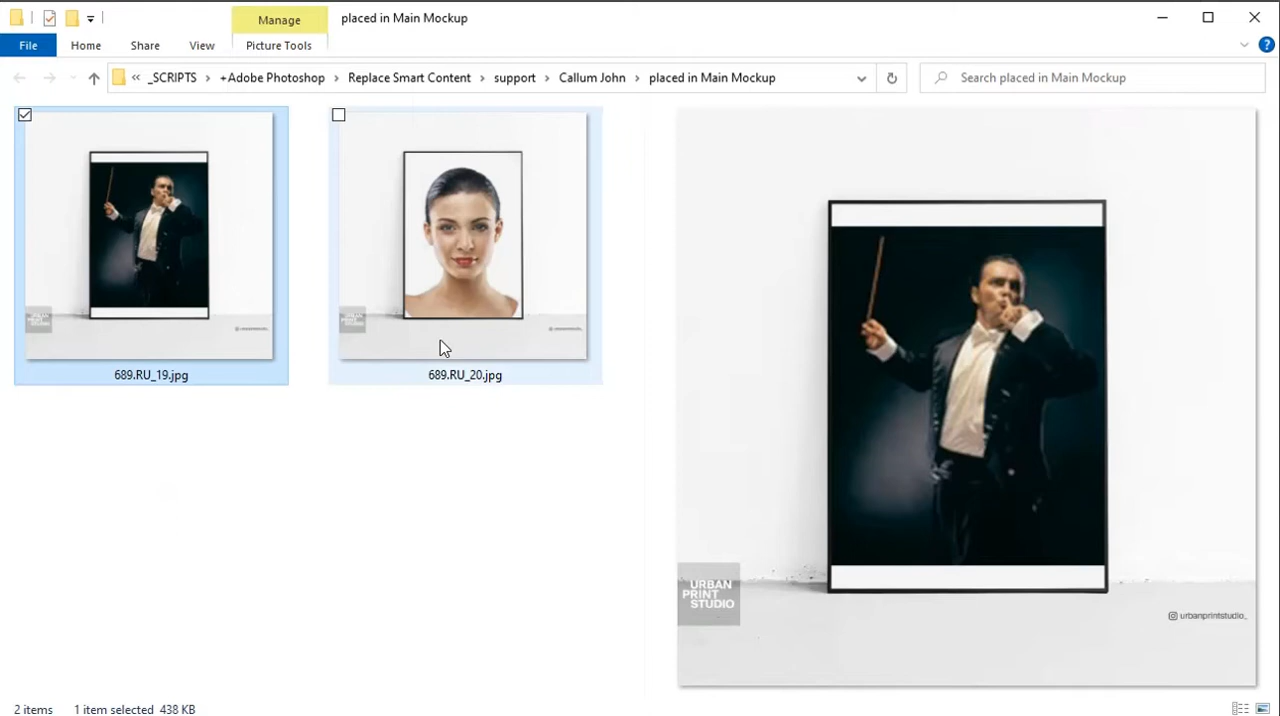 Manage
placed in Main Mockup
File
Home
Share
View
Picture Tools
« _SCRIPTS › +Adobe Photoshop › Replace Smart Content › support › Callum John › placed in Main Mockup
Search placed in Main Mockup
689.RU_19.jpg
689.RU_20.jpg
URBAN
PRINT
STUDIO
urbanprintstudio_
2 items
1 item selected 438 KB